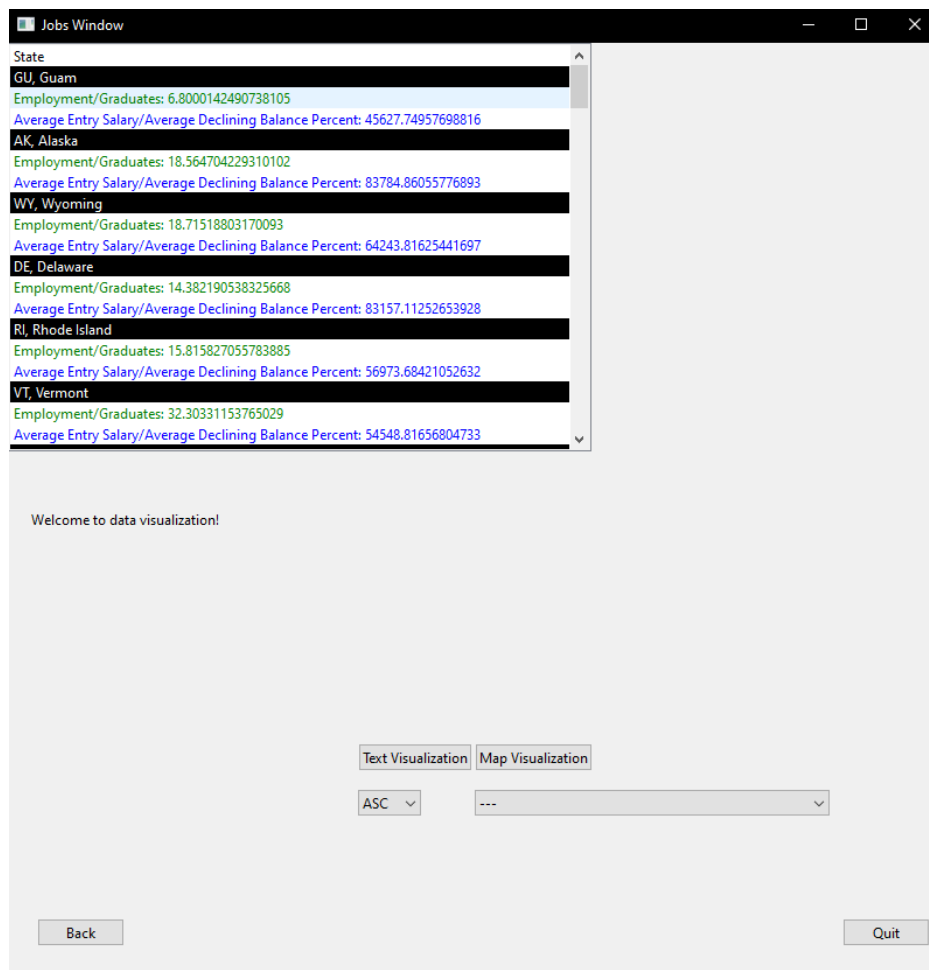 Jobs Window
State
GU, Guam
Employment/Graduates: 6.8000142490738105
Average Entry Salary/Average Declining Balance Percent: 45627.74957698816
AK, Alaska
Employment/Graduates: 18.564704229310102
Average Entry Salary/Average Declining Balance Percent: 83784.86055776893
WY, Wyoming
Employment/Graduates: 18.71518803170093
Average Entry Salary/Average Declining Balance Percent: 64243.81625441697
DE, Delaware
Employment/Graduates: 14.382190538325668
Average Entry Salary/Average Declining Balance Percent: 83157.11252653928
RI, Rhode Island
Employment/Graduates: 15.815827055783885
Average Entry Salary/Average Declining Balance Percent: 56973.68421052632
VT, Vermont
Employment/Graduates: 32.30331153765029
Average Entry Salary/Average Declining Balance Percent: 54548.81656804733
Welcome to data visualization!
Text Visualization Map Visualization
ASC ---
Back Quit